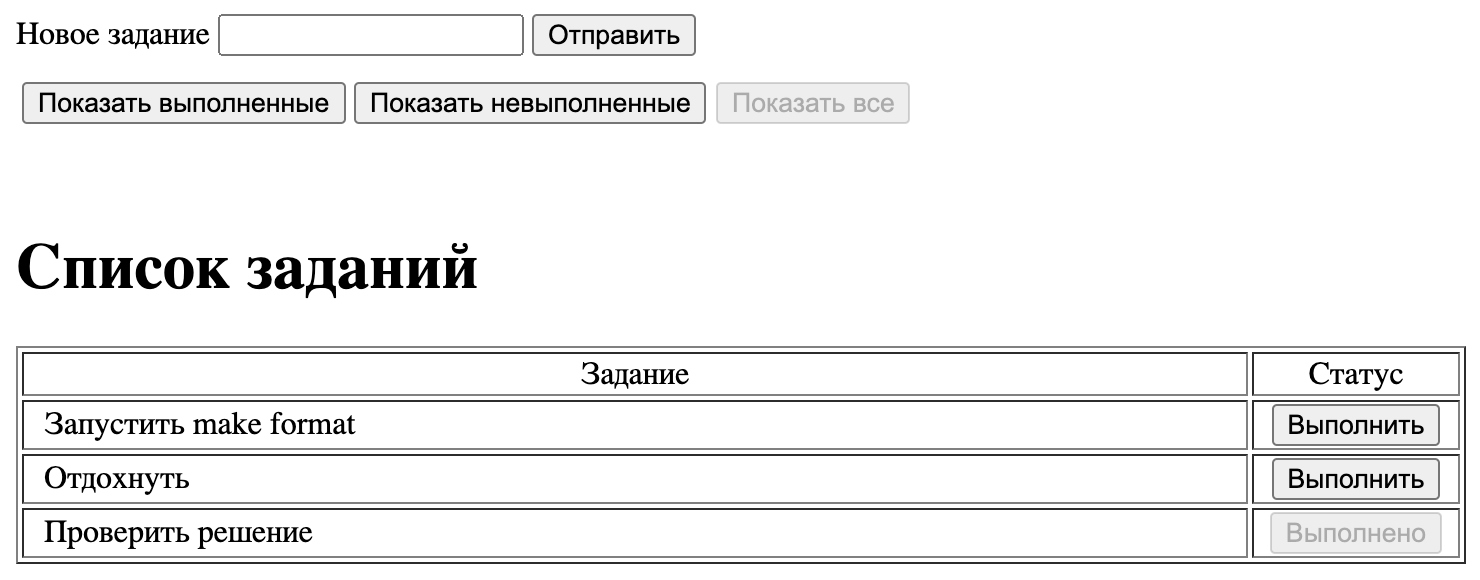 Новое задание Отправить
Показать выполненные Показать невыполненные Показать все
Список заданий
Задание Статус
Запустить make format Выполнить
Отдохнуть Выполнить
Проверить решение Выполнено